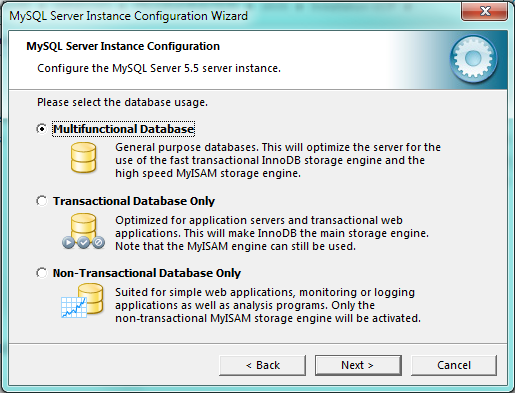 MySQL Server Instance Configuration Wizard
MySQL Server Instance Configuration
Configure the MySQL Server 5.5 server instance.
Please select the database usage.
Multifunctional Database
General purpose databases. This will optimize the server for the
use of the fast transactional InnoDB storage engine and the
high speed MyISAM storage engine.
Transactional Database Only
Optimized for application servers and transactional web
applications. This will make InnoDB the main storage engine.
Note that the MyISAM engine can still be used.
Non-Transactional Database Only
Suited for simple web applications, monitoring or logging
applications as well as analysis programs. Only the
non-transactional MyISAM storage engine will be activated.
< Back
Next >
Cancel